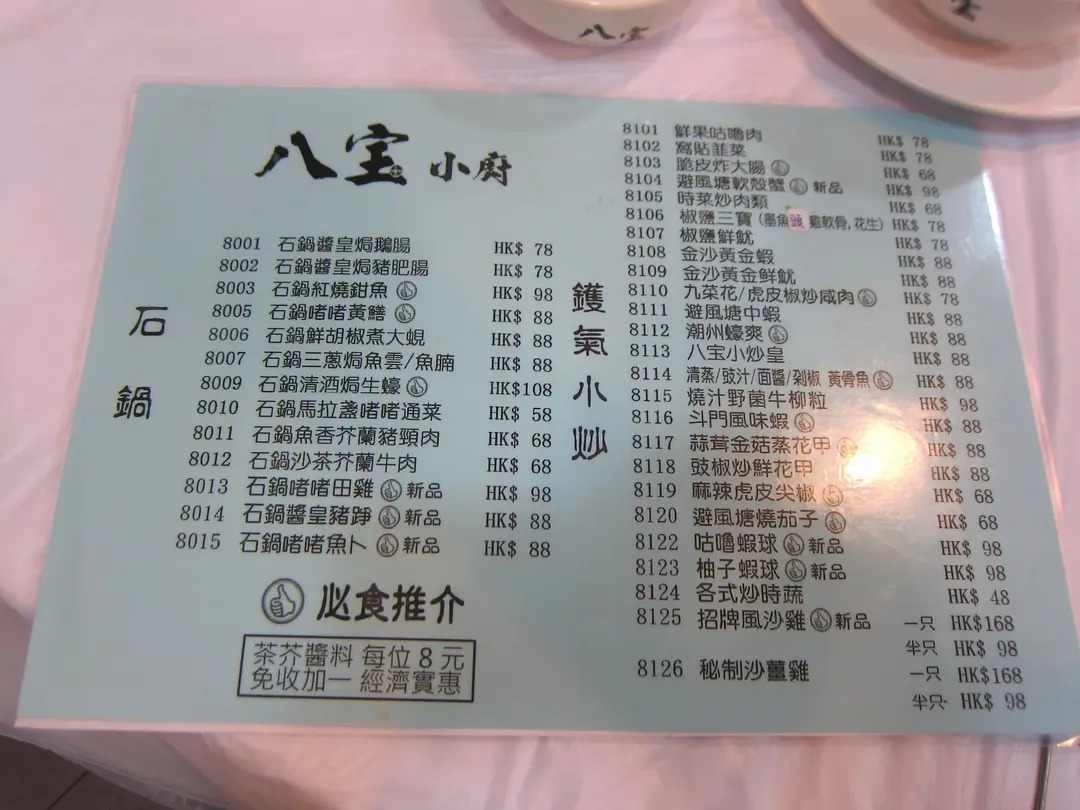 八宝
八宝小廚
石鍋
8001 石鍋醬皇焗鵝腸 HK$ 78
8002 石鍋醬皇焗豬肥腸 HK$ 78
8003 石鍋紅燒鉗魚 HK$ 98
8005 石鍋啫啫黃鱔 HK$ 88
8006 石鍋鮮胡椒煮大蜆 HK$ 88
8007 石鍋三蔥焗魚雲/魚腩 HK$ 88
8009 石鍋清酒焗生蠔 HK$108
8010 石鍋馬拉盞啫啫通菜 HK$ 58
8011 石鍋魚香芥蘭豬頸肉 HK$ 68
8012 石鍋沙茶芥蘭牛肉 HK$ 68
8013 石鍋啫啫田雞 新品 HK$ 98
8014 石鍋醬皇豬踭 新品 HK$ 88
8015 石鍋啫啫魚卜 新品 HK$ 88
必食推介
茶芥醬料 每位8元
免收加一 經濟實惠
鑊氣小炒
8101 鮮果咕嚕肉 HK$ 78
8102 窩貼韮菜 HK$ 78
8103 脆皮炸大腸 HK$ 68
8104 避風塘軟殼蟹 新品 HK$ 98
8105 時菜炒肉類 HK$ 68
8106 椒鹽三寶 (墨魚頭 雞軟骨,花生) HK$ 78
8107 椒鹽鮮魷 HK$ 78
8108 金沙黃金蝦 HK$ 88
8109 金沙黃金鮮魷 HK$ 88
8110 九菜花/虎皮椒炒咸肉 HK$ 78
8111 避風塘中蝦 HK$ 88
8112 潮州蠔爽 HK$ 88
8113 八宝小炒皇 HK$ 88
8114 清蒸/豉汁/面醬/剁椒 黃骨魚 HK$ 88
8115 燒汁野菌牛柳粒 HK$ 98
8116 斗門風味蝦 HK$ 88
8117 蒜茸金菇蒸花甲 HK$ 88
8118 豉椒炒鮮花甲 HK$ 88
8119 麻辣虎皮尖椒 HK$ 68
8120 避風塘燒茄子 HK$ 68
8122 咕嚕蝦球 新品 HK$ 98
8123 柚子蝦球 新品 HK$ 98
8124 各式炒時蔬 HK$ 48
8125 招牌風沙雞 新品 一只 HK$168
半只 HK$ 98
8126 秘制沙薑雞 一只 HK$168
半只 HK$ 98